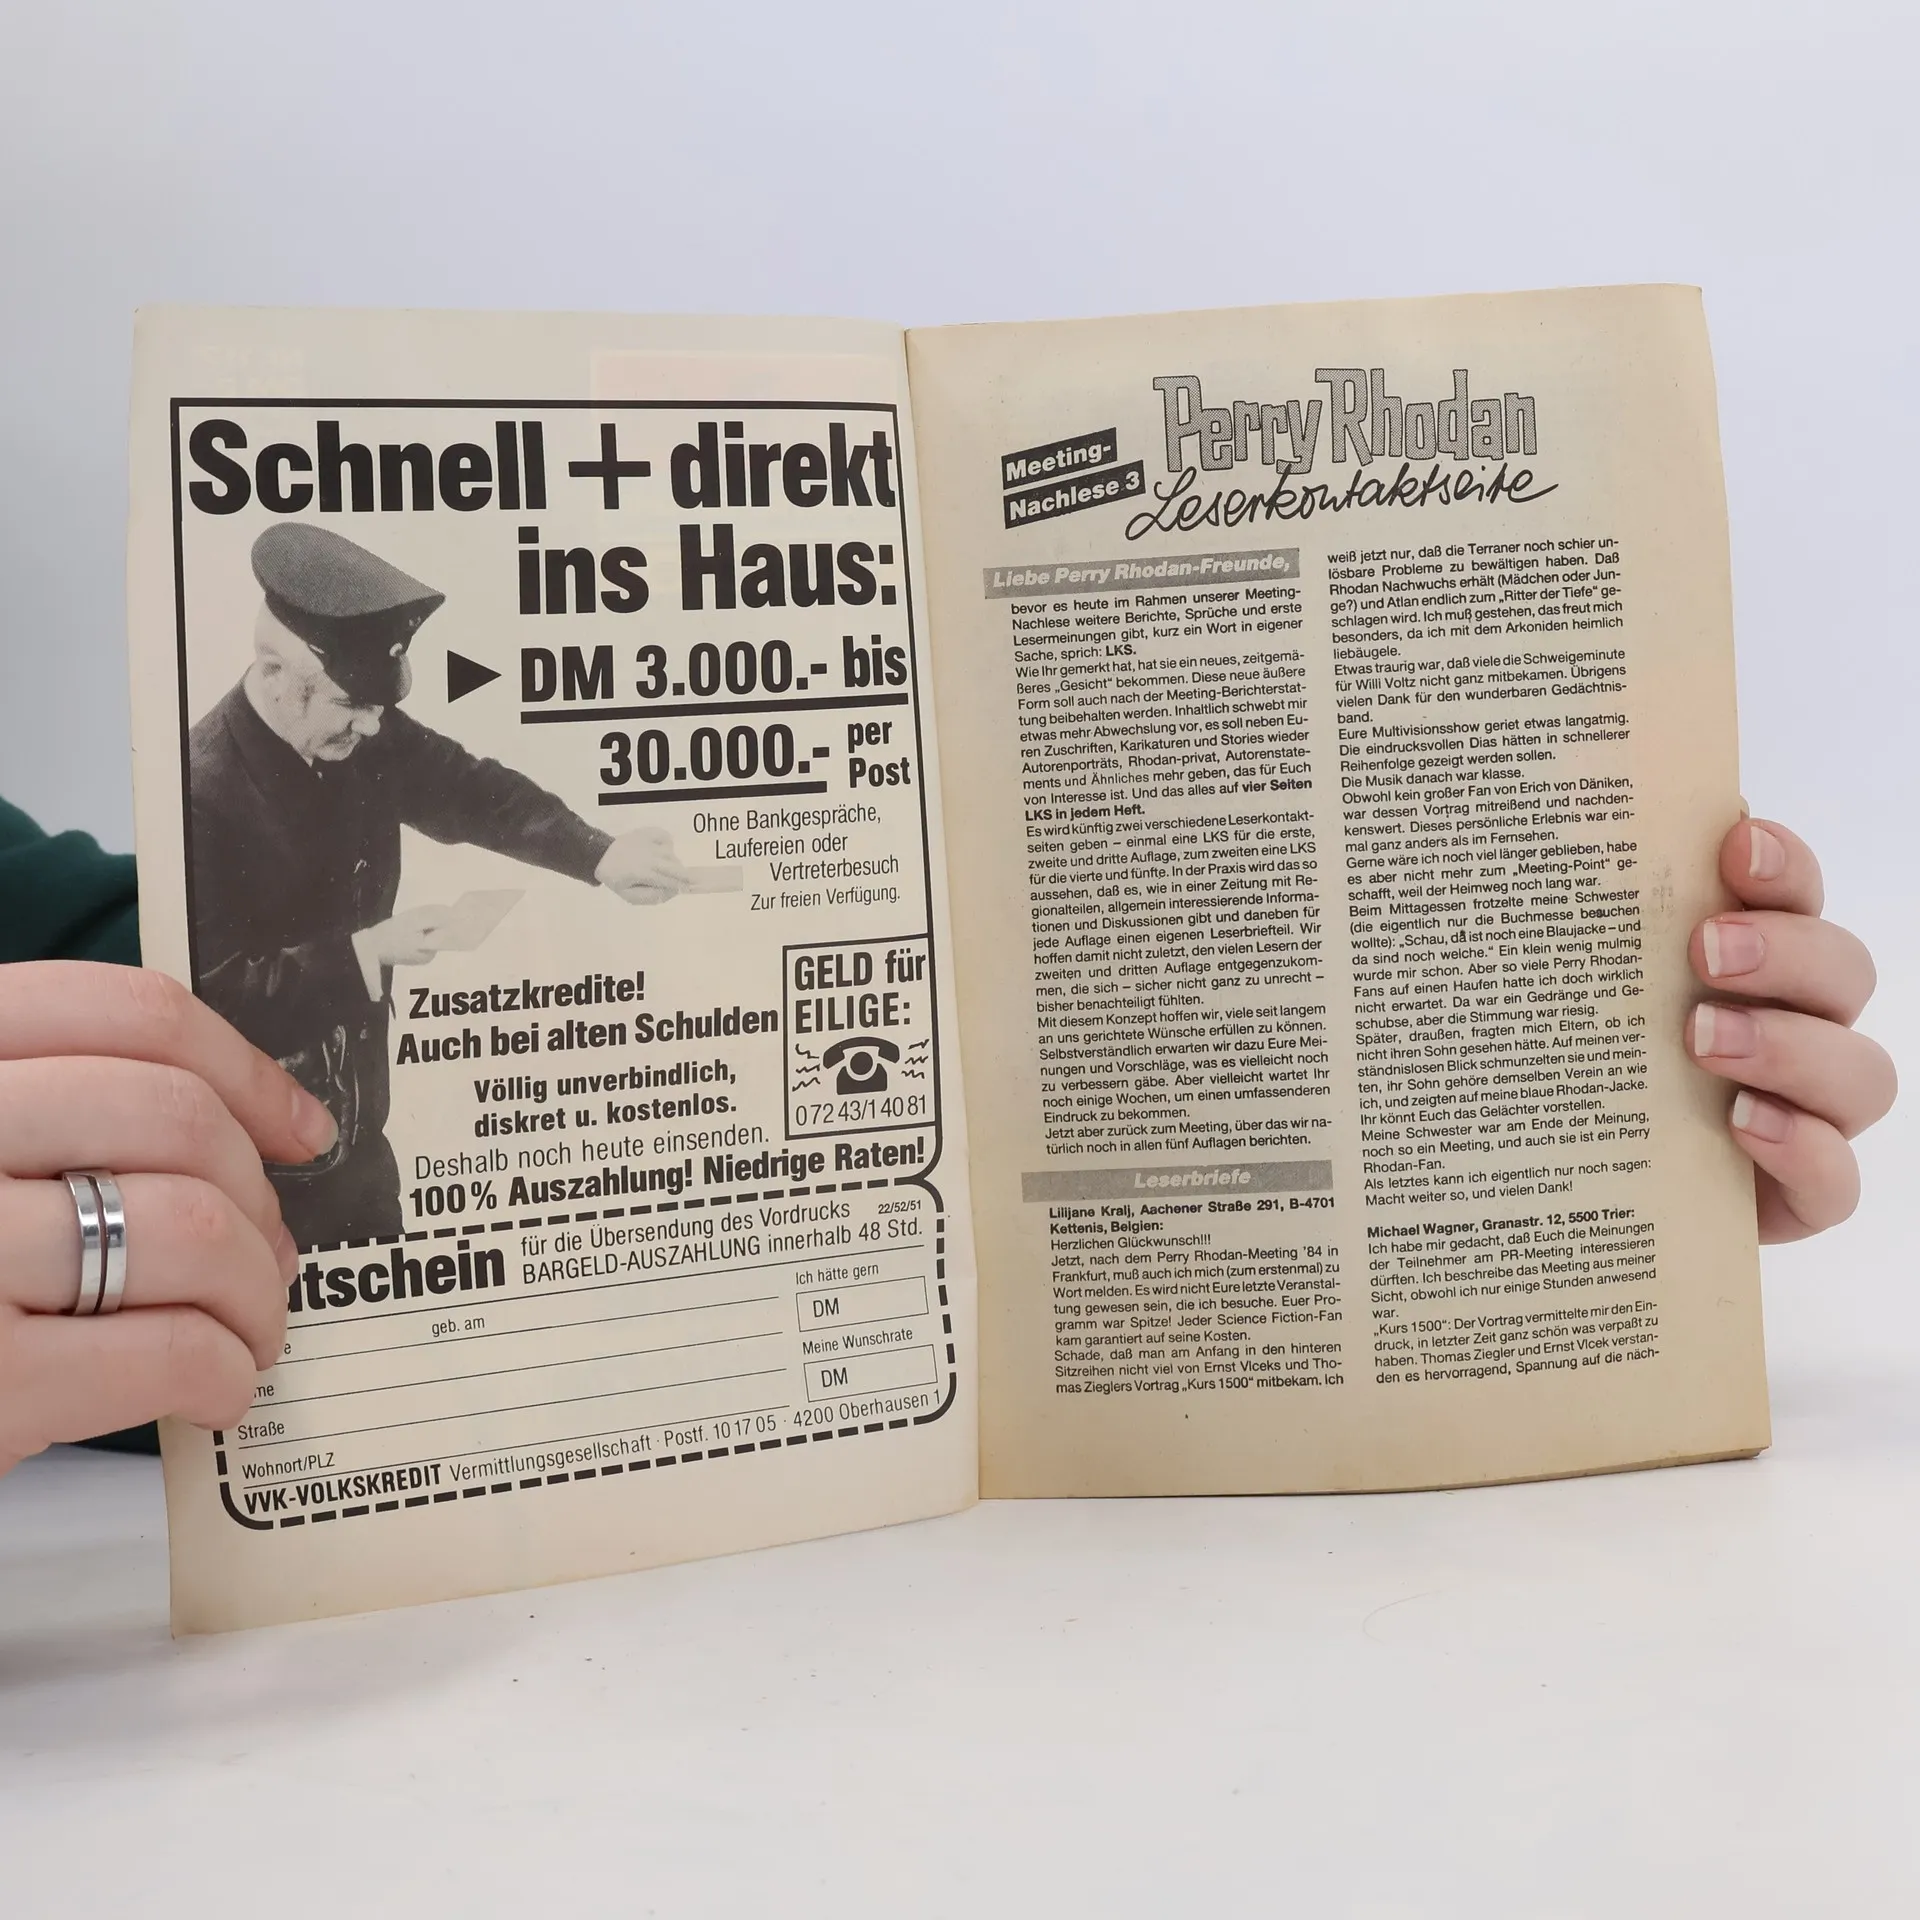 Schnell + direkt
ins Haus:
DM 3.000.- bis
30.000.- per
Post
Ohne Bankgespräche,
Laufereien oder
Vertreterbesuch
Zur freien Verfügung.
Zusatzkredite!
Auch bei alten Schulden
GELD für
EILIGE:
07243/14081
Völlig unverbindlich,
diskret u. kostenlos.
Deshalb noch heute einsenden.
100% Auszahlung! Niedrige Raten!
utschein
für die Übersendung des Vordrucks 22/52/51
BARGELD-AUSZAHLUNG innerhalb 48 Std.
Ich hätte gern
DM
geb. am
Meine Wunschrate
DM
Straße
Wohnort/PLZ
VVK-VOLKSKREDIT Vermittlungsgesellschaft · Postf. 10 17 05 · 4200 Oberhausen 1
Meeting-
Nachlese 3
Perry Rhodan
Leserkontaktseite
Liebe Perry Rhodan-Freunde,
bevor es heute im Rahmen unserer Meeting-
Nachlese weitere Berichte, Sprüche und erste
Lesermeinungen gibt, kurz ein Wort in eigener
Sache, sprich: LKS.
Wie Ihr gemerkt hat, hat sie ein neues, zeitgemä-
ßeres „Gesicht“ bekommen. Diese neue äußere
Form soll auch nach der Meeting-Berichterstat-
tung beibehalten werden. Inhaltlich schwebt mir
etwas mehr Abwechslung vor, es soll neben Eu-
ren Zuschriften, Karikaturen und Stories wieder
Autorenporträts, Rhodan-privat, Autorenstate-
ments und Ähnliches mehr geben, das für Euch
von Interesse ist. Und das alles auf vier Seiten
LKS in jedem Heft.
Es wird künftig zwei verschiedene Leserkontakt-
seiten geben – einmal eine LKS für die erste,
zweite und dritte Auflage, zum zweiten eine LKS
für die vierte und fünfte. In der Praxis wird das so
aussehen, daß es, wie in einer Zeitung mit Re-
gionalteilen, allgemein interessierende Informa-
tionen und Diskussionen gibt und daneben für
jede Auflage einen eigenen Leserbriefteil. Wir
hoffen damit nicht zuletzt, den vielen Lesern der
zweiten und dritten Auflage entgegenzukom-
men, die sich – sicher nicht ganz zu unrecht –
bisher benachteiligt fühlten.
Mit diesem Konzept hoffen wir, viele seit langem
an uns gerichtete Wünsche erfüllen zu können.
Selbstverständlich erwarten wir dazu Eure Mei-
nungen und Vorschläge, was es vielleicht noch
zu verbessern gäbe. Aber vielleicht wartet Ihr
noch einige Wochen, um einen umfassenderen
Eindruck zu bekommen.
Jetzt aber zurück zum Meeting, über das wir na-
türlich noch in allen fünf Auflagen berichten.
Leserbriefe
Lilijane Kralj, Aachener Straße 291, B-4701
Kettenis, Belgien:
Herzlichen Glückwunsch!!!
Jetzt, nach dem Perry Rhodan-Meeting '84 in
Frankfurt, muß auch ich mich (zum erstenmal) zu
Wort melden. Es wird nicht Eure letzte Veranstal-
tung gewesen sein, die ich besuche. Euer Pro-
gramm war Spitze! Jeder Science Fiction-Fan
kam garantiert auf seine Kosten.
Schade, daß man am Anfang in den hinteren
Sitzreihen nicht viel von Ernst Vlceks und Tho-
mas Zieglers Vortrag „Kurs 1500“ mitbekam. Ich
weiß jetzt nur, daß die Terraner noch schier un-
lösbare Probleme zu bewältigen haben. Daß
Rhodan Nachwuchs erhält (Mädchen oder Jun-
ge?) und Atlan endlich zum „Ritter der Tiefe“ ge-
schlagen wird. Ich muß gestehen, das freut mich
besonders, da ich mit dem Arkoniden heimlich
liebäugele.
Etwas traurig war, daß viele die Schweigeminute
für Willi Voltz nicht ganz mitbekamen. Übrigens
vielen Dank für den wunderbaren Gedächtnis-
band.
Eure Multivisionsshow geriet etwas langatmig.
Die eindrucksvollen Dias hätten in schnellerer
Reihenfolge gezeigt werden sollen.
Die Musik danach war klasse.
Obwohl kein großer Fan von Erich von Däniken,
war dessen Vortrag mitreißend und nachden-
kenswert. Dieses persönliche Erlebnis war ein-
mal ganz anders als im Fernsehen.
Gerne wäre ich noch viel länger geblieben, habe
es aber nicht mehr zum „Meeting-Point“ ge-
schafft, weil der Heimweg noch lang war.
Beim Mittagessen frotzelte meine Schwester
(die eigentlich nur die Buchmesse besuchen
wollte): „Schau, da ist noch eine Blaujacke – und
da sind noch welche.“ Ein klein wenig mulmig
wurde mir schon. Aber so viele Perry Rhodan-
Fans auf einen Haufen hatte ich doch wirklich
nicht erwartet. Da war ein Gedränge und Ge-
schubse, aber die Stimmung war riesig.
Später, draußen, fragten mich Eltern, ob ich
nicht ihren Sohn gesehen hätte. Auf meinen ver-
ständnislosen Blick schmunzelten sie und mein-
ten, ihr Sohn gehöre demselben Verein an wie
ich, und zeigten auf meine blaue Rhodan-Jacke.
Ihr könnt Euch das Gelächter vorstellen.
Meine Schwester war am Ende der Meinung,
noch so ein Meeting, und auch sie ist ein Perry
Rhodan-Fan.
Als letztes kann ich eigentlich nur noch sagen:
Macht weiter so, und vielen Dank!
Michael Wagner, Granastr. 12, 5500 Trier:
Ich habe mir gedacht, daß Euch die Meinungen
der Teilnehmer am PR-Meeting interessieren
dürften. Ich beschreibe das Meeting aus meiner
Sicht, obwohl ich nur einige Stunden anwesend
war.
„Kurs 1500“: Der Vortrag vermittelte mir den Ein-
druck, in letzter Zeit ganz schön was verpaßt zu
haben. Thomas Ziegler und Ernst Vlcek verstan-
den es hervorragend, Spannung auf die näch-